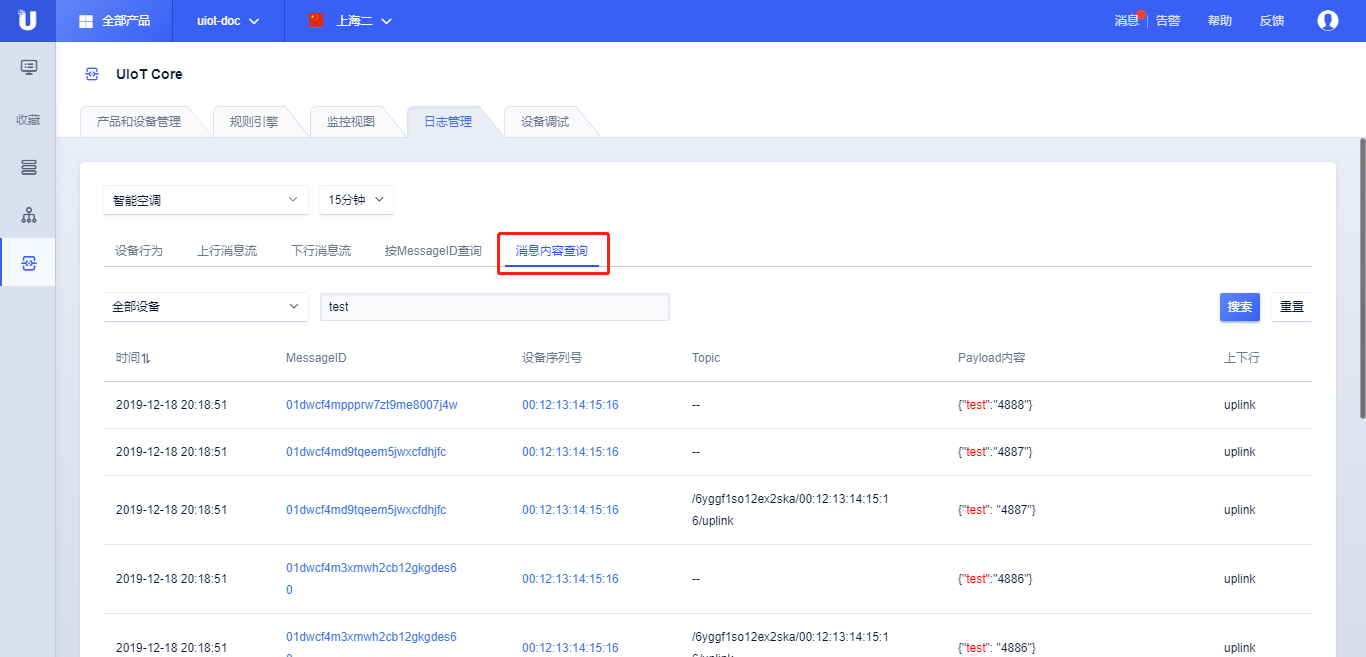 全部产品
uiot-doc
上海二
消息
告警
帮助
反馈
收藏
UIoT Core
产品和设备管理
规则引擎
监控视图
日志管理
设备调试
智能空调
15分钟
设备行为
上行消息流
下行消息流
按MessageID查询
消息内容查询
全部设备
test
搜索
重置
时间
MessageID
设备序列号
Topic
Payload内容
上下行
2019-12-18 20:18:51
01dwcf4mppprw7zt9me8007j4w
00:12:13:14:15:16
--
{"test":"4888"}
uplink
2019-12-18 20:18:51
01dwcf4md9tqeem5jwxcfdhjfc
00:12:13:14:15:16
--
{"test":"4887"}
uplink
2019-12-18 20:18:51
01dwcf4md9tqeem5jwxcfdhjfc
00:12:13:14:15:16
/6yggf1so12ex2ska/00:12:13:14:15:1
6/uplink
{"test": "4887"}
uplink
2019-12-18 20:18:51
01dwcf4m3xmwh2cb12gkgdes6
0
00:12:13:14:15:16
--
{"test":"4886"}
uplink
2019-12-18 20:18:51
01dwcf4m3xmwh2cb12gkgdes6
00:12:13:14:15:16
/6yggf1so12ex2ska/00:12:13:14:15:1
{"test": "4886"}
uplink